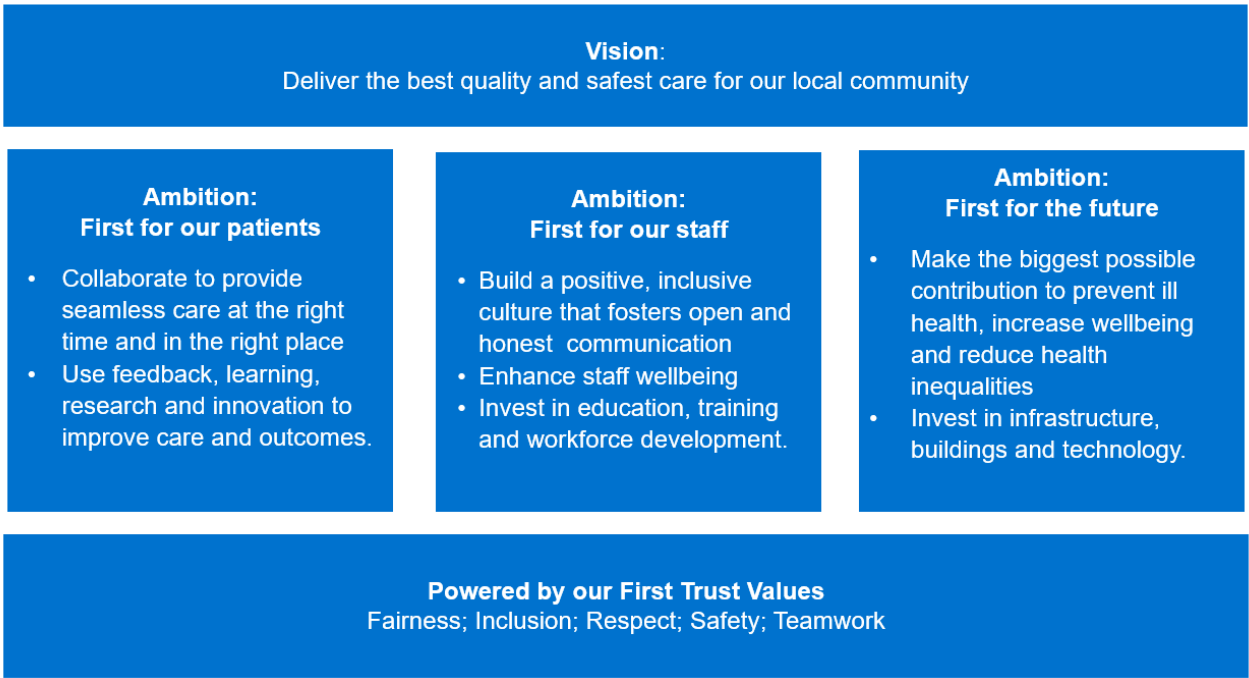 Vision:
Deliver the best quality and safest care for our local community
Ambition:
First for our patients
• Collaborate to provide
seamless care at the right
time and in the right place
• Use feedback, learning,
research and innovation to
improve care and outcomes.
Ambition:
First for our staff
• Build a positive, inclusive
culture that fosters open and
honest  communication
• Enhance staff wellbeing
• Invest in education, training
and workforce development.
Ambition:
First for the future
• Make the biggest possible
contribution to prevent ill
health, increase wellbeing
and reduce health
inequalities
• Invest in infrastructure,
buildings and technology.
Powered by our First Trust Values
Fairness; Inclusion; Respect; Safety; Teamwork